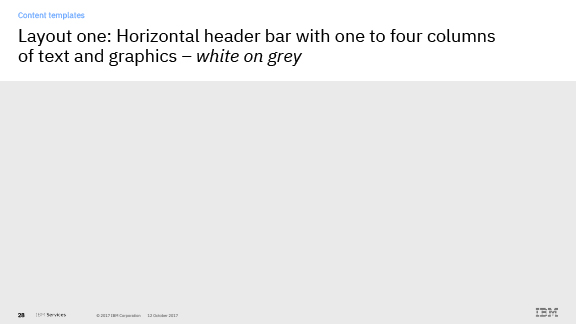 Content templates
Layout one: Horizontal header bar with one to four columns
of text and graphics – white on grey
28 IBM Services © 2017 IBM Corporation 12 October 2017
IBM